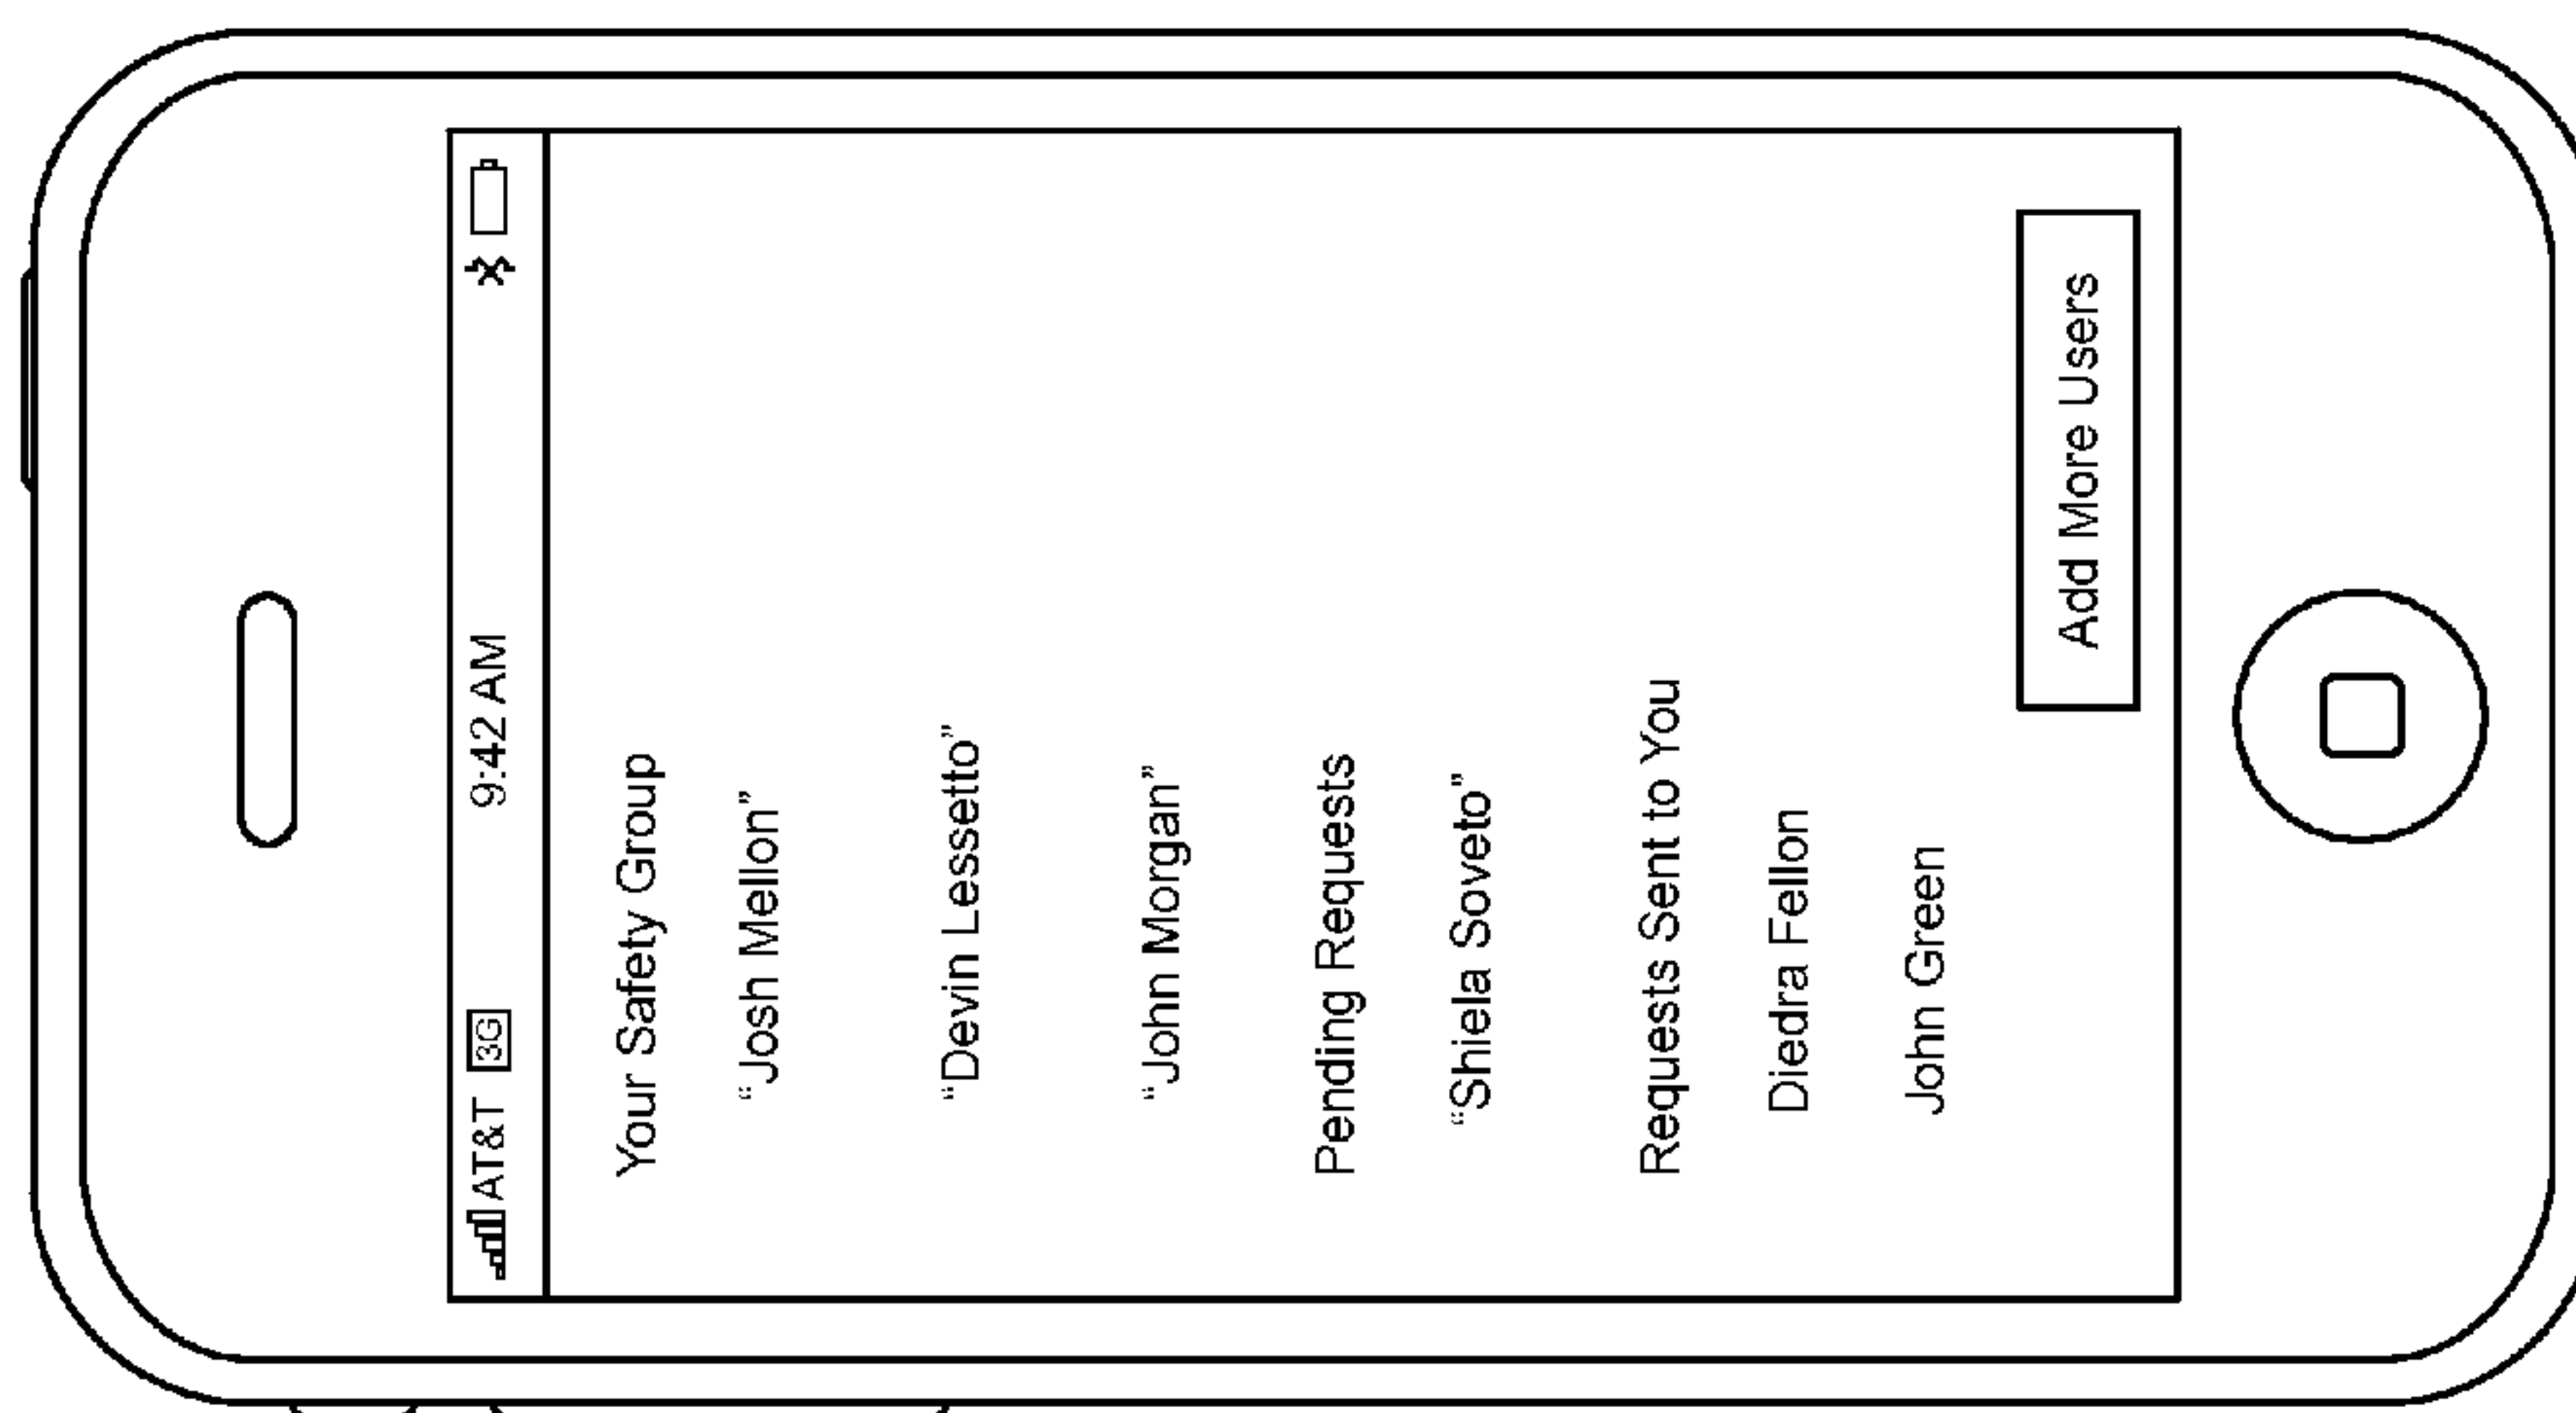 AT&T 3G 9:42 AM
Your Safety Group
“Josh Mellon”
“Devin Lessetto”
“John Morgan”
Pending Requests
“Shiela Soveto”
Requests Sent to You
Diedra Fellon
John Green
Add More Users